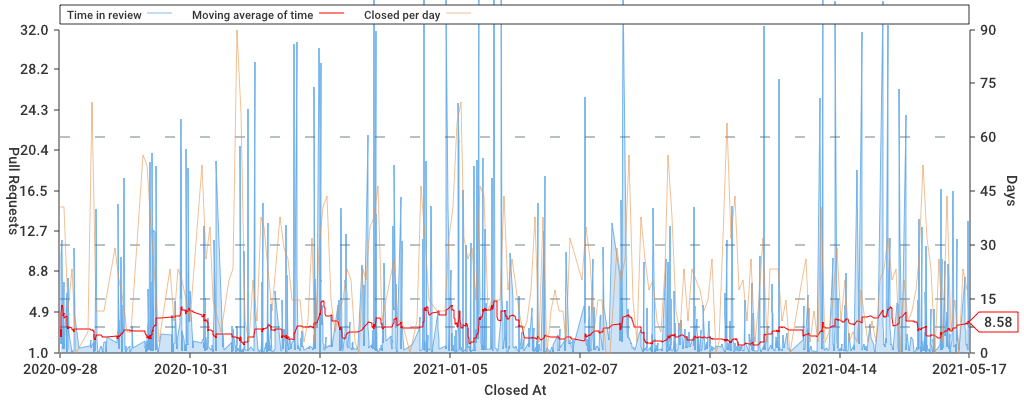 Time in review Moving average of time Closed per day
32.0 90
28.2 75
24.3
60
20.4
16.5 45
12.7 30
8.8
15
4.9
8.58
1.0 0
Pull Requests
Days
2020-09-28 2020-10-31 2020-12-03 2021-01-05 2021-02-07 2021-03-12 2021-04-14 2021-05-17
Closed At